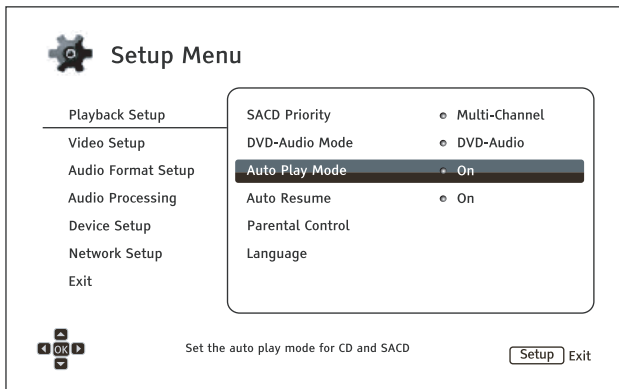 Setup Menu
Playback Setup
Video Setup
Audio Format Setup
Audio Processing
Device Setup
Network Setup
Exit
SACD Priority Multi-Channel
DVD-Audio Mode DVD-Audio
Auto Play Mode On
Auto Resume On
Parental Control
Language
OK
Set the auto play mode for CD and SACD
Setup Exit